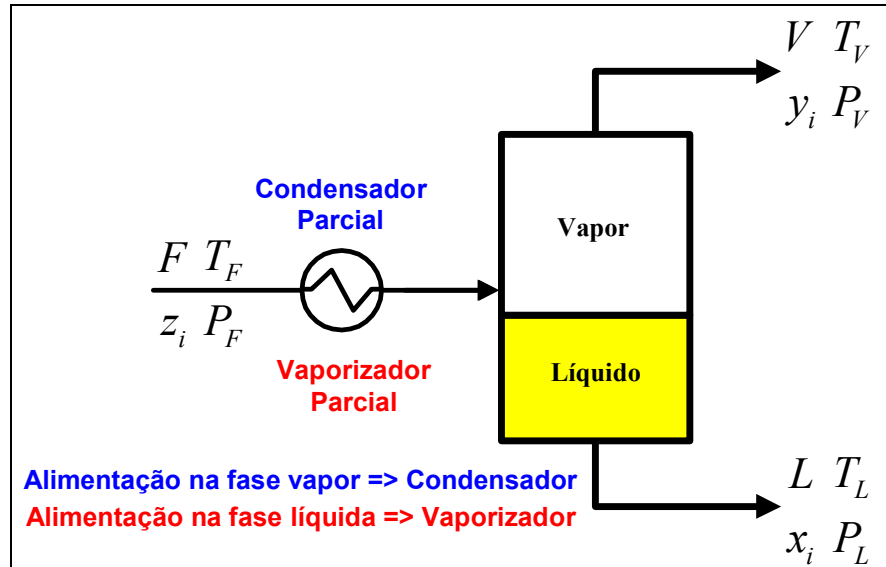 V T_V
y_i P_V
Condensador
Parcial
Vapor
F T_F
z_i P_F
Vaporizador
Parcial
Líquido
Alimentação na fase vapor => Condensador
Alimentação na fase líquida => Vaporizador
L T_L
x_i P_L